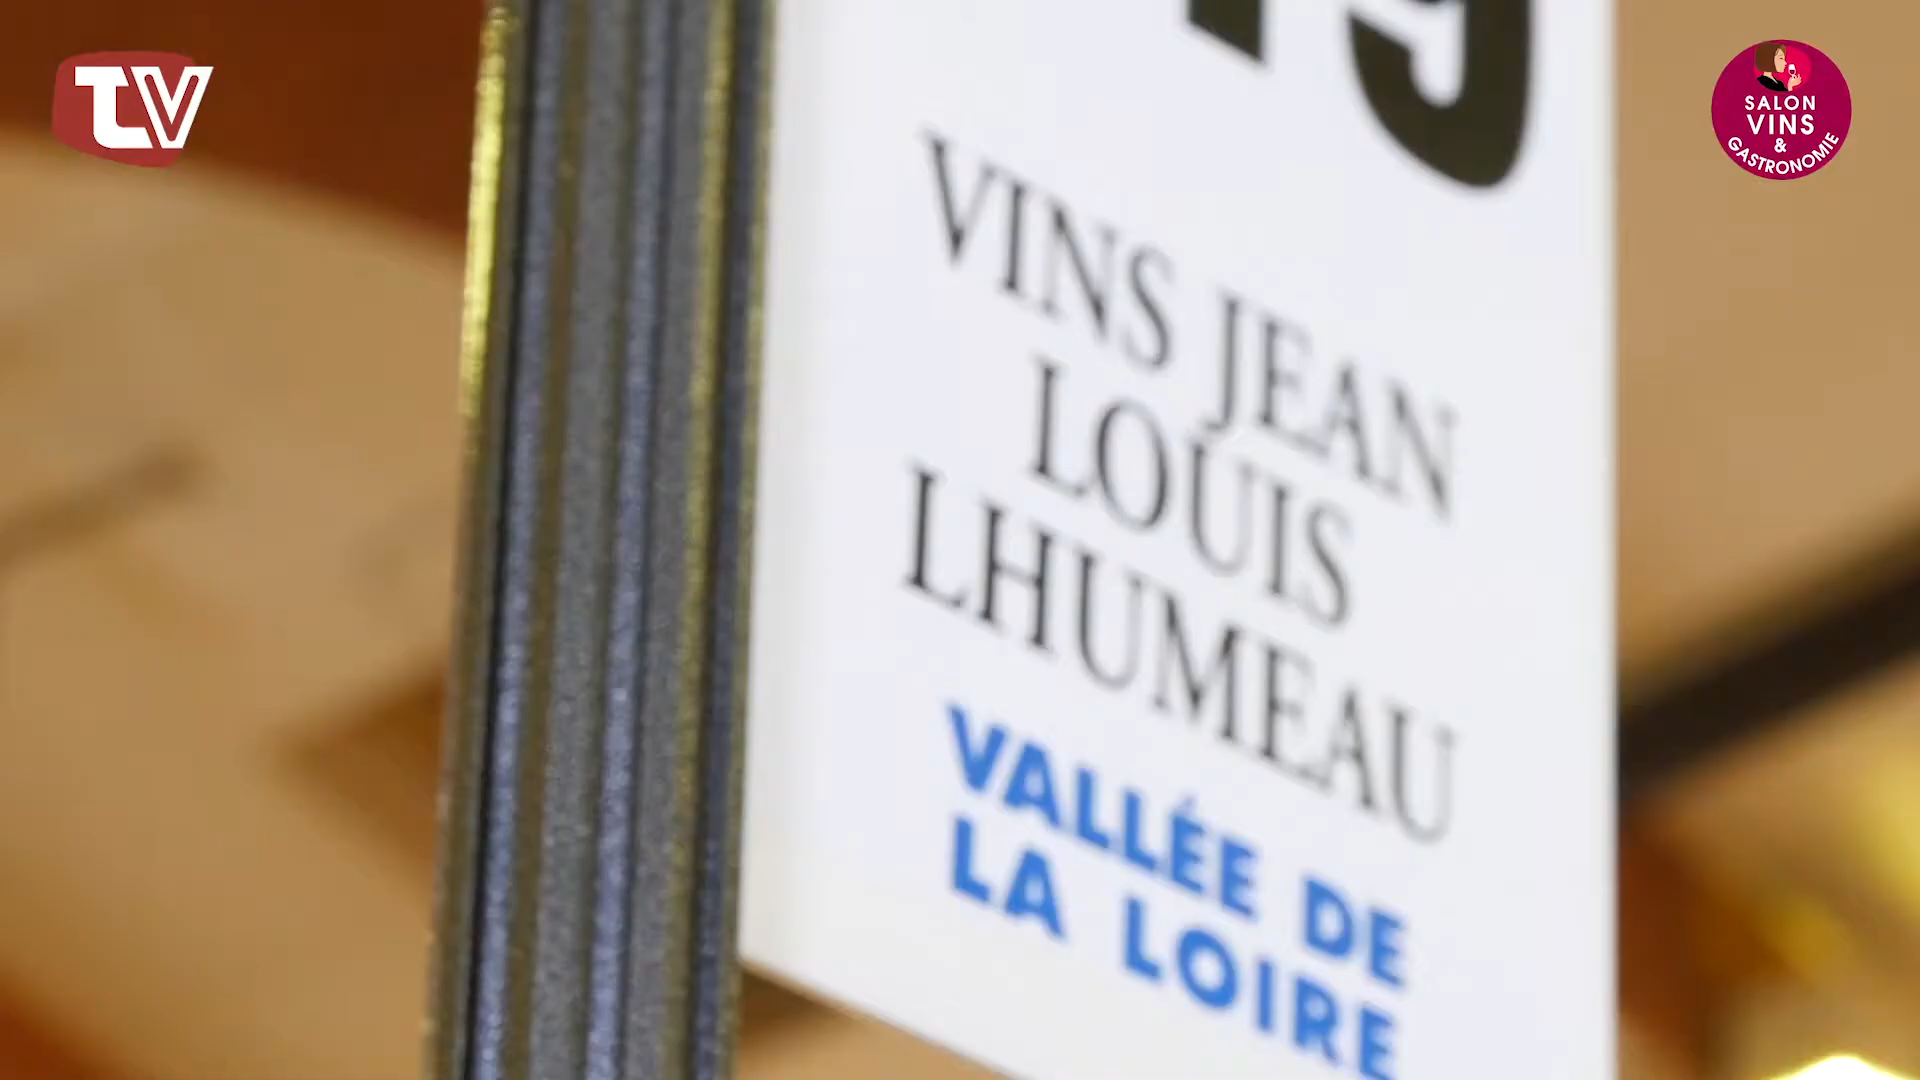 TV
SALON
VINS
&
GASTRONOMIE
VINS JEAN
LOUIS
LHUMEAU
VALLÉE DE
LA LOIRE